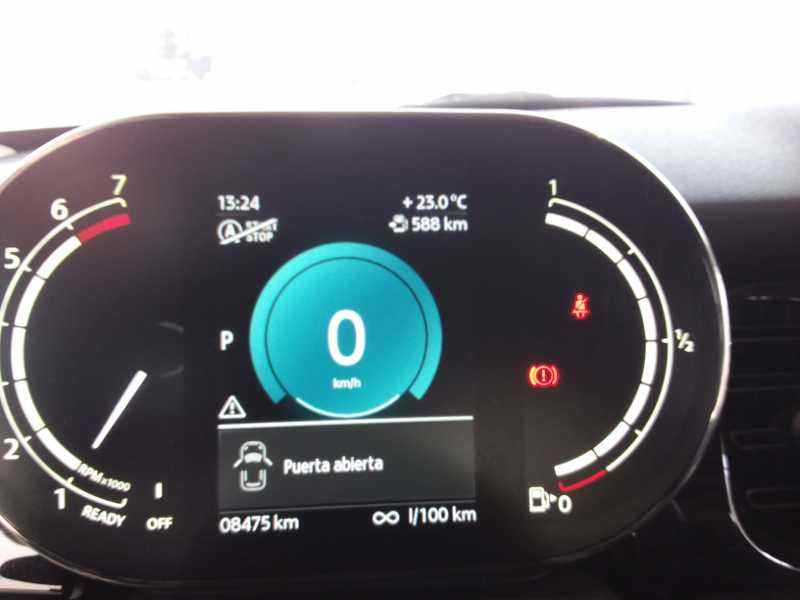 7
6
5
2
1
RPM x1000
READY
OFF
13:24
+ 23.0 °C
A START STOP
588 km
P
0
km/h
Puerta abierta
08475 km
∞ l/100 km
1
1/2
0